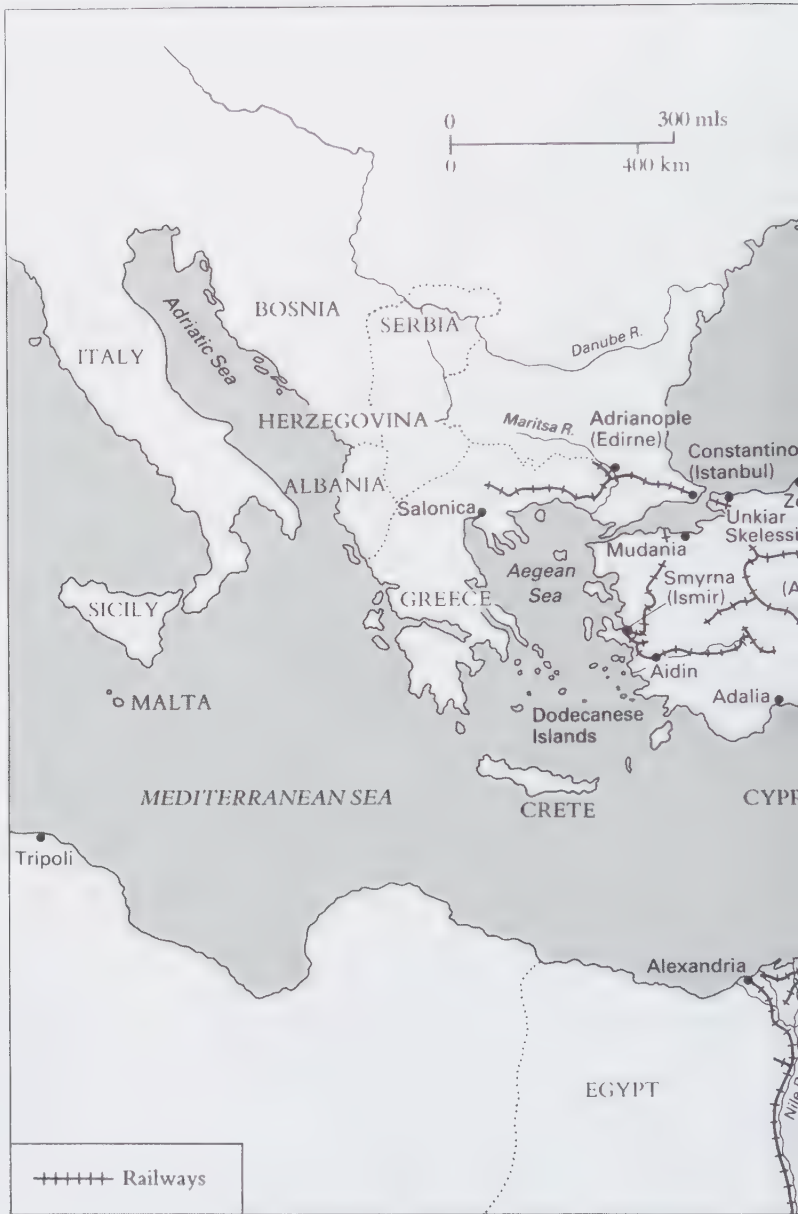 0 300 mls
0 400 km
BOSNIA
SERBIA
Adriatic Sea
ITALY
Danube R.
HERZEGOVINA
Maritsa R.
Adrianople
(Edirne)
Constantino
(Istanbul)
ALBANIA
Salonica
Unkiar
Skelessi
Mudania
Aegean
Sea
Smyrna
(Ismir)
(A
SICILY
GREECE
Aidin
MALTA
Adalia
Dodecanese
Islands
MEDITERRANEAN SEA
CRETE
CYPR
Tripoli
Alexandria
EGYPT
Nile
Railways